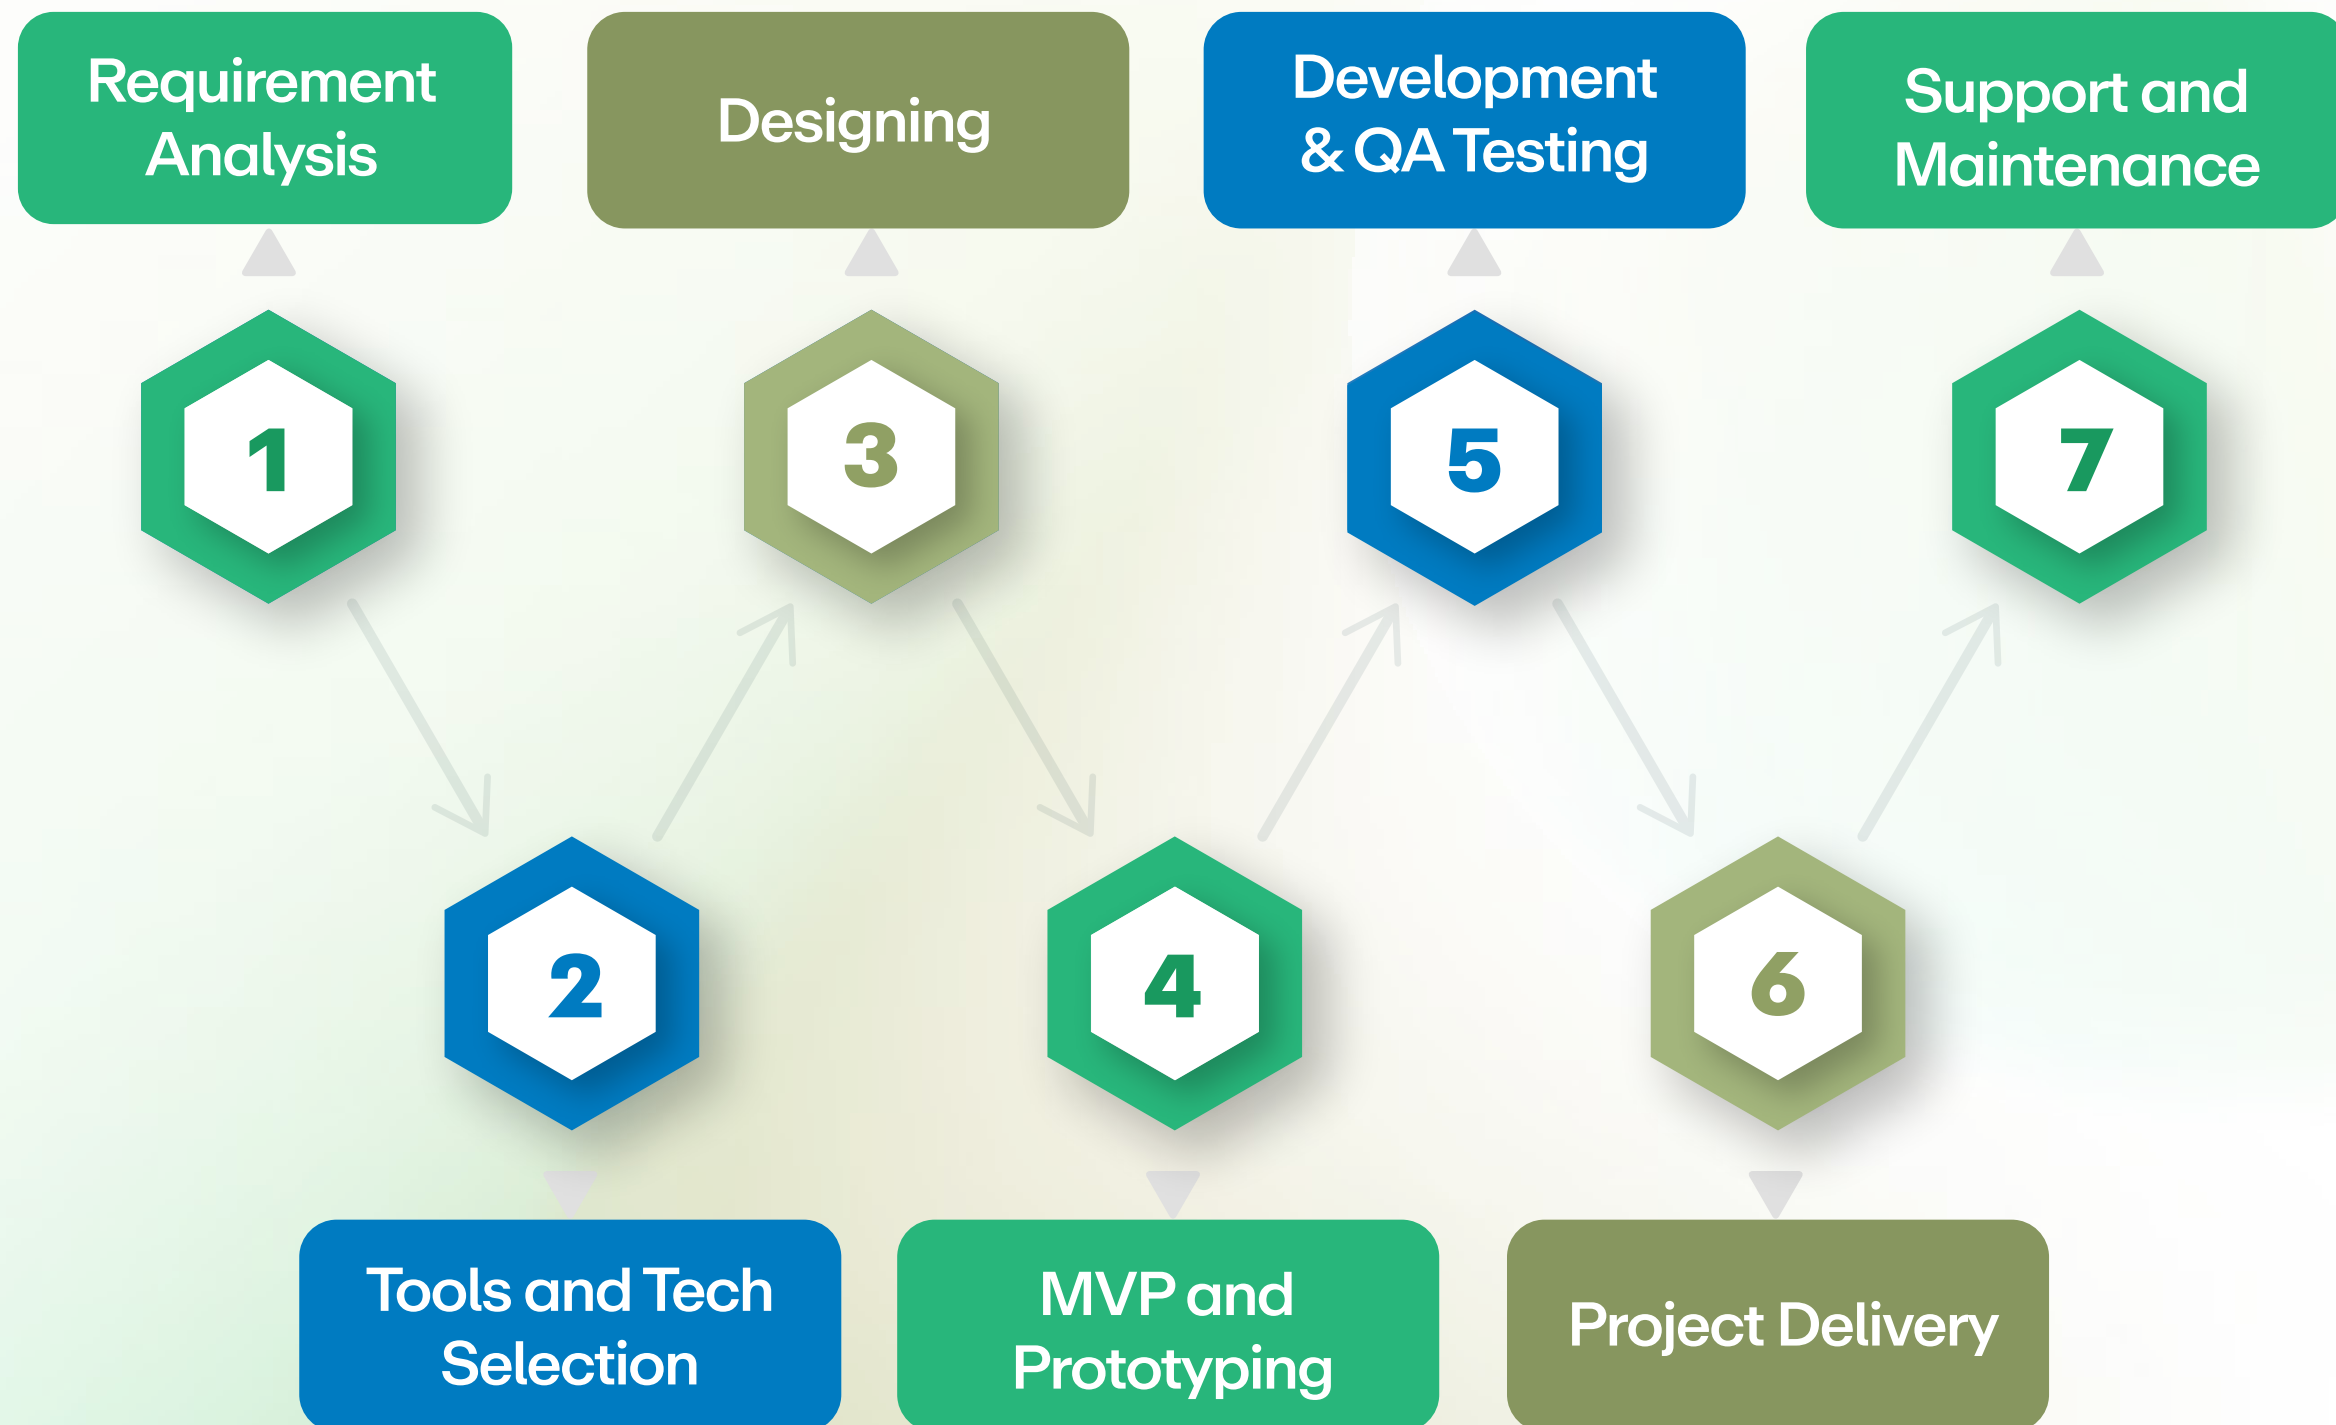 Requirement
Analysis
Designing
Development
& QA Testing
Support and
Maintenance
1
3
5
7
2
4
6
Tools and Tech
Selection
MVP and
Prototyping
Project Delivery